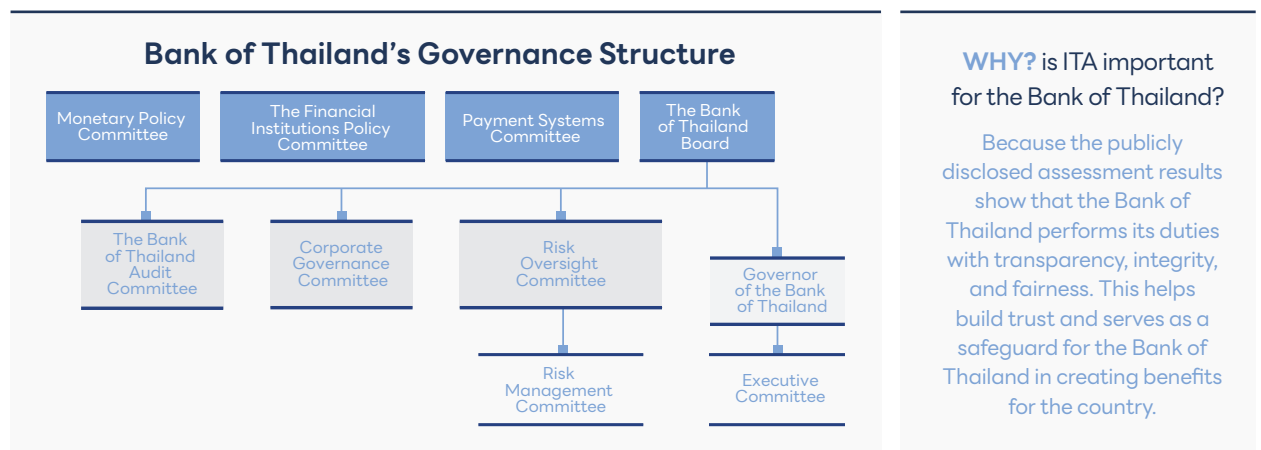 Bank of Thailand’s Governance Structure
Monetary Policy
Committee
The Financial
Institutions Policy
Committee
Payment Systems
Committee
The Bank
of Thailand
Board
The Bank
of Thailand
Audit
Committee
Corporate
Governance
Committee
Risk
Oversight
Committee
Governor
of the Bank
of Thailand
Risk
Management
Committee
Executive
Committee
WHY? is ITA important
for the Bank of Thailand?
Because the publicly
disclosed assessment results
show that the Bank of
Thailand performs its duties
with transparency, integrity,
and fairness. This helps
build trust and serves as a
safeguard for the Bank of
Thailand in creating benefits
for the country.